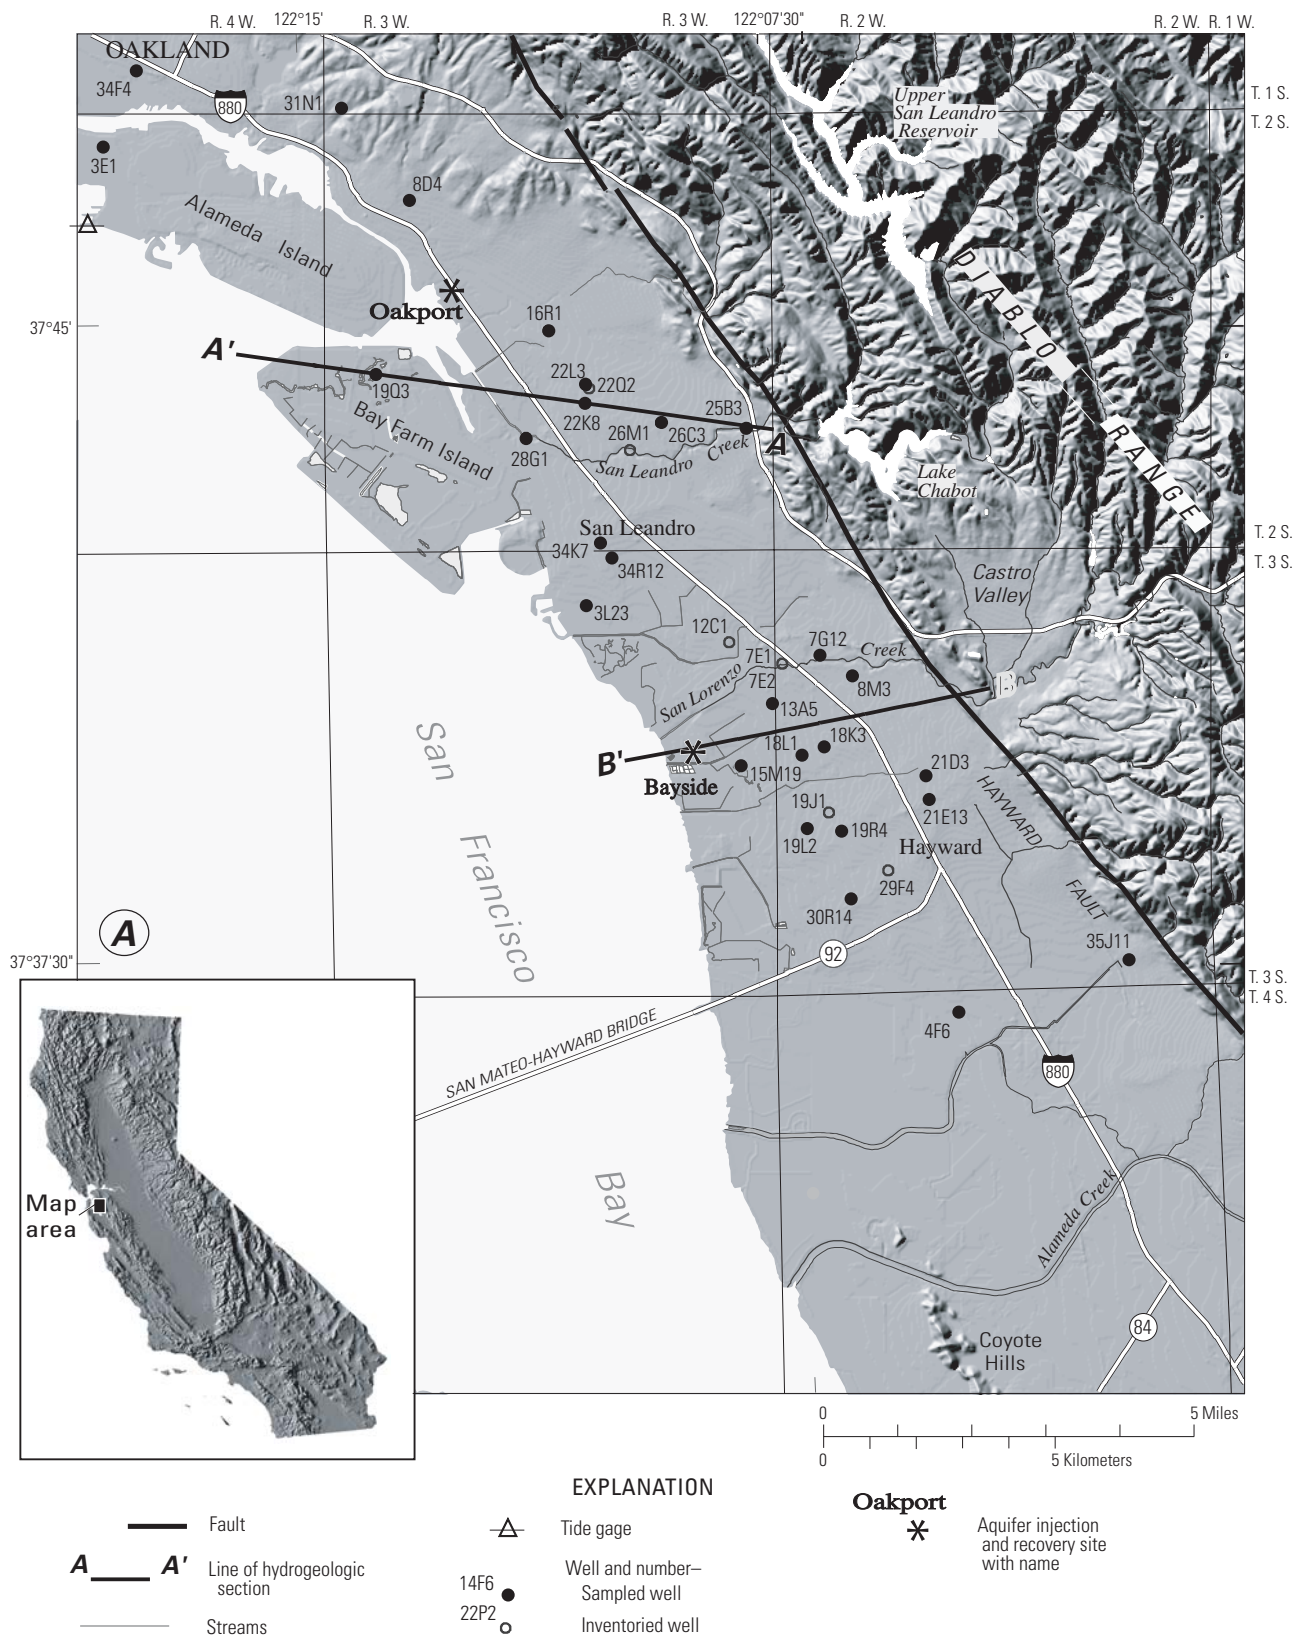 R. 4 W.
122°15'
R. 3 W.
R. 3 W.
122°07'30"
R. 2 W.
R. 2 W.
R. 1 W.
OAKLAND
34F4
880
31N1
Upper
San Leandro
Reservoir
T. 1 S.
T. 2 S.
3E1
8D4
Alameda Island
DIABLO RANGE
Oakport
16R1
37°45'
A'
22L3
22Q2
19Q3
22K8
25B3
26M1
26C3
A
Bay Farm Island
28G1
San Leandro Creek
Lake
Chabot
San Leandro
T. 2 S.
T. 3 S.
34K7
34R12
Castro
Valley
3L23
12C1
7G12
Creek
7E1
7E2
8M3
San Lorenzo
B
13A5
San
Francisco
Bay
18K3
18L1
B'
15M19
21D3
Bayside
HAYWARD
FAULT
19J1
21E13
19L2
19R4
Hayward
29F4
30R14
A
35J11
92
37°37'30"
T. 3 S.
T. 4 S.
4F6
SAN MATEO-HAYWARD BRIDGE
880
Map
area
Alameda Creek
84
Coyote
Hills
0
5 Miles
0
5 Kilometers
EXPLANATION
Fault
A A'
Line of hydrogeologic
section
Streams
Tide gage
Well and number–
14F6
Sampled well
22P2
Inventoried well
Oakport
Aquifer injection
and recovery site
with name